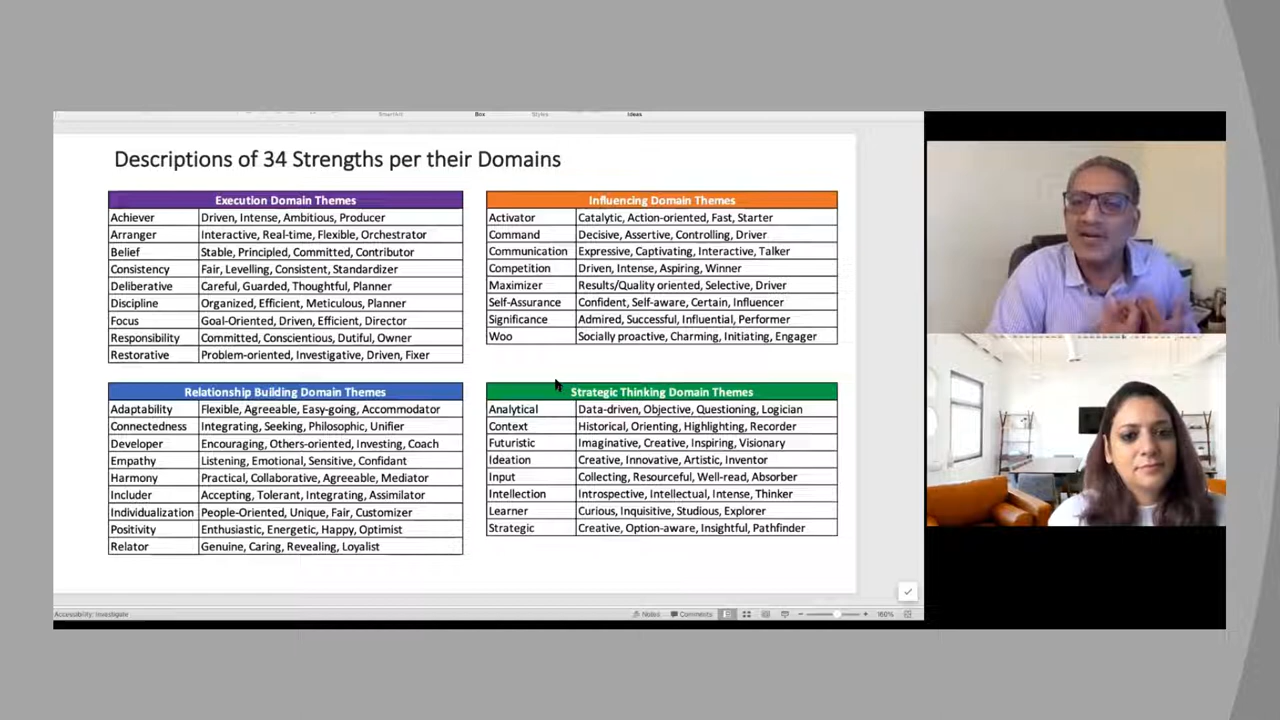 SmartArt Box Styles Ideas
Descriptions of 34 Strengths per their Domains
Execution Domain Themes
Achiever Driven, Intense, Ambitious, Producer
Arranger Interactive, Real-time, Flexible, Orchestrator
Belief Stable, Principled, Committed, Contributor
Consistency Fair, Levelling, Consistent, Standardizer
Deliberative Careful, Guarded, Thoughtful, Planner
Discipline Organized, Efficient, Meticulous, Planner
Focus Goal-Oriented, Driven, Efficient, Director
Responsibility Committed, Conscientious, Dutiful, Owner
Restorative Problem-oriented, Investigative, Driven, Fixer
Influencing Domain Themes
Activator Catalytic, Action-oriented, Fast, Starter
Command Decisive, Assertive, Controlling, Driver
Communication Expressive, Captivating, Interactive, Talker
Competition Driven, Intense, Aspiring, Winner
Maximizer Results/Quality oriented, Selective, Driver
Self-Assurance Confident, Self-aware, Certain, Influencer
Significance Admired, Successful, Influential, Performer
Woo Socially proactive, Charming, Initiating, Engager
Relationship Building Domain Themes
Adaptability Flexible, Agreeable, Easy-going, Accommodator
Connectedness Integrating, Seeking, Philosophic, Unifier
Developer Encouraging, Others-oriented, Investing, Coach
Empathy Listening, Emotional, Sensitive, Confidant
Harmony Practical, Collaborative, Agreeable, Mediator
Includer Accepting, Tolerant, Integrating, Assimilator
Individualization People-Oriented, Unique, Fair, Customizer
Positivity Enthusiastic, Energetic, Happy, Optimist
Relator Genuine, Caring, Revealing, Loyalist
Strategic Thinking Domain Themes
Analytical Data-driven, Objective, Questioning, Logician
Context Historical, Orienting, Highlighting, Recorder
Futuristic Imaginative, Creative, Inspiring, Visionary
Ideation Creative, Innovative, Artistic, Inventor
Input Collecting, Resourceful, Well-read, Absorber
Intellection Introspective, Intellectual, Intense, Thinker
Learner Curious, Inquisitive, Studious, Explorer
Strategic Creative, Option-aware, Insightful, Pathfinder
Accessibility: Investigate Notes Comments 160%